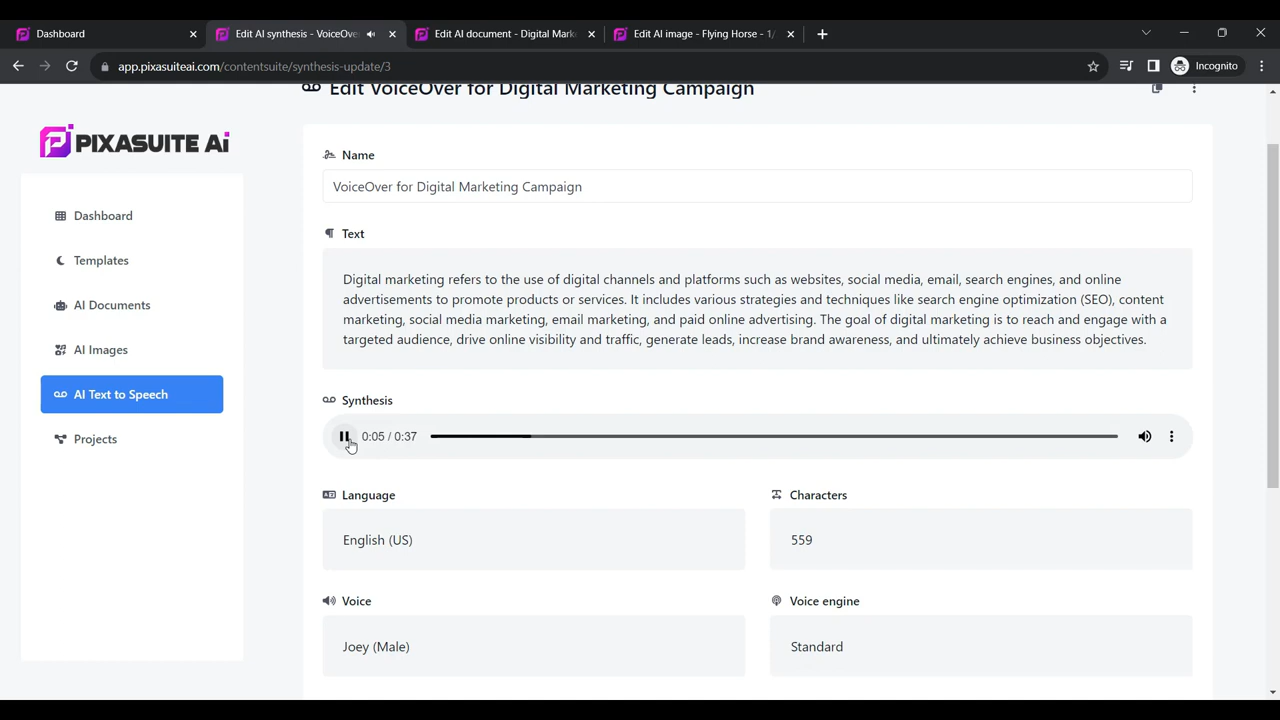 Dashboard
Edit AI synthesis - VoiceOve
Edit AI document - Digital Mark
Edit AI image - Flying Horse - 1/
app.pixasuiteai.com/contentsuite/synthesis-update/3
Incognito
Edit VoiceOver for Digital Marketing Campaign
PIXASUITE Ai
Dashboard
Templates
AI Documents
AI Images
AI Text to Speech
Projects
Name
VoiceOver for Digital Marketing Campaign
Text
Digital marketing refers to the use of digital channels and platforms such as websites, social media, email, search engines, and online
advertisements to promote products or services. It includes various strategies and techniques like search engine optimization (SEO), content
marketing, social media marketing, email marketing, and paid online advertising. The goal of digital marketing is to reach and engage with a
targeted audience, drive online visibility and traffic, generate leads, increase brand awareness, and ultimately achieve business objectives.
Synthesis
0:05 / 0:37
Language
Characters
English (US)
559
Voice
Voice engine
Joey (Male)
Standard